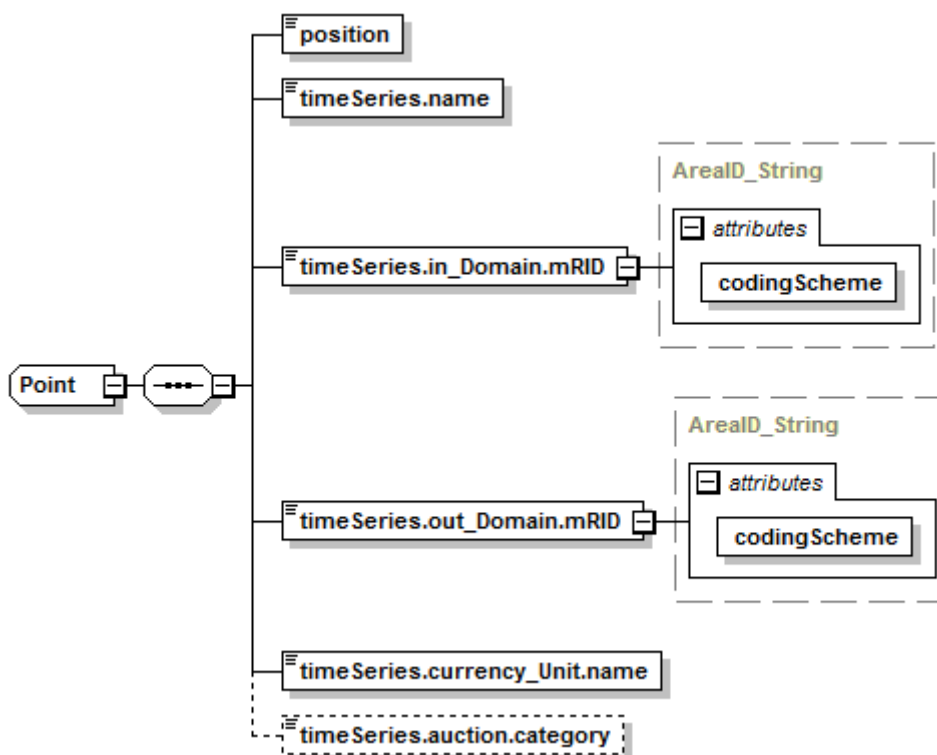 position
timeSeries.name
AreaID_String
attributes
timeSeries.in_Domain.mRID
codingScheme
Point
AreaID_String
attributes
timeSeries.out_Domain.mRID
codingScheme
timeSeries.currency_Unit.name
timeSeries.auction.category